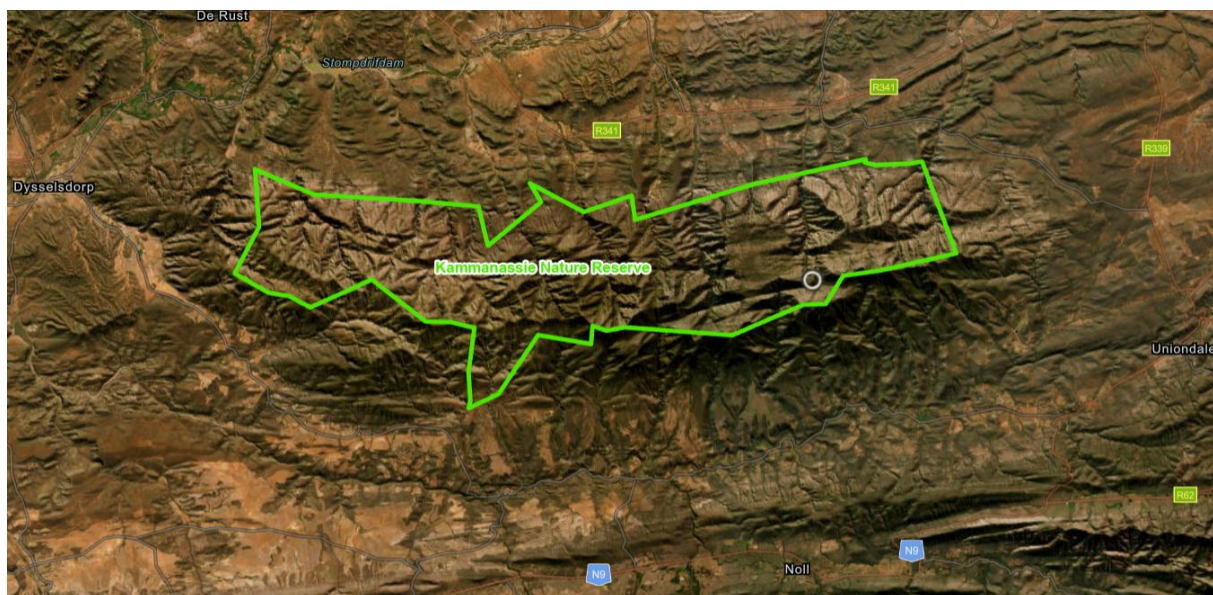 De Rust
Stompdrifdam
R341
R341
R339
Dysselsdorp
Kammanassie Nature Reserve
Uniondale
R62
N9
Noll
N9